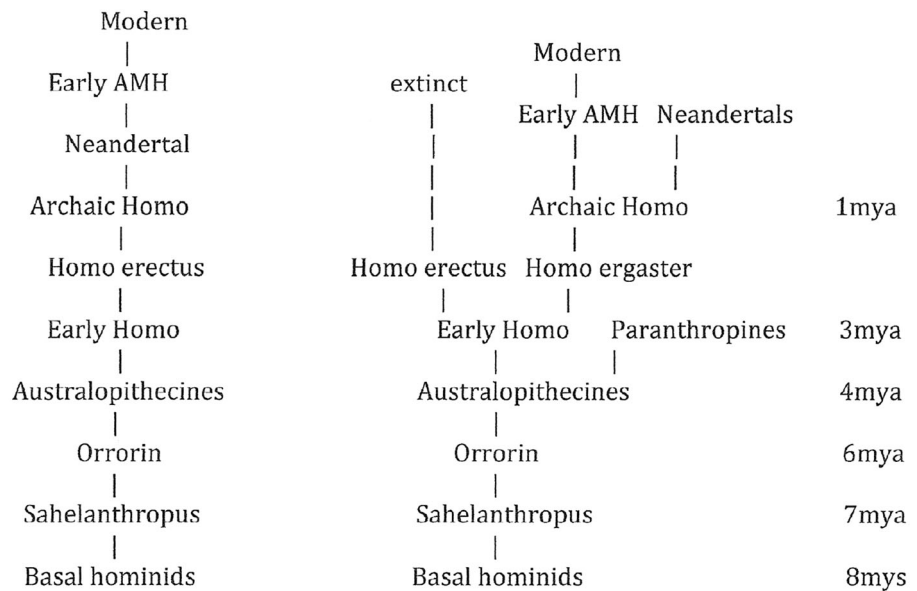 Modern
Early AMH
Neandertal
Archaic Homo
Homo erectus
Early Homo
Australopithecines
Orrorin
Sahelanthropus
Basal hominids
Modern
extinct
Early AMH Neandertals
Archaic Homo 1mya
Homo erectus Homo ergaster
Early Homo Paranthropines 3mya
Australopithecines 4mya
Orrorin 6mya
Sahelanthropus 7mya
Basal hominids 8mys